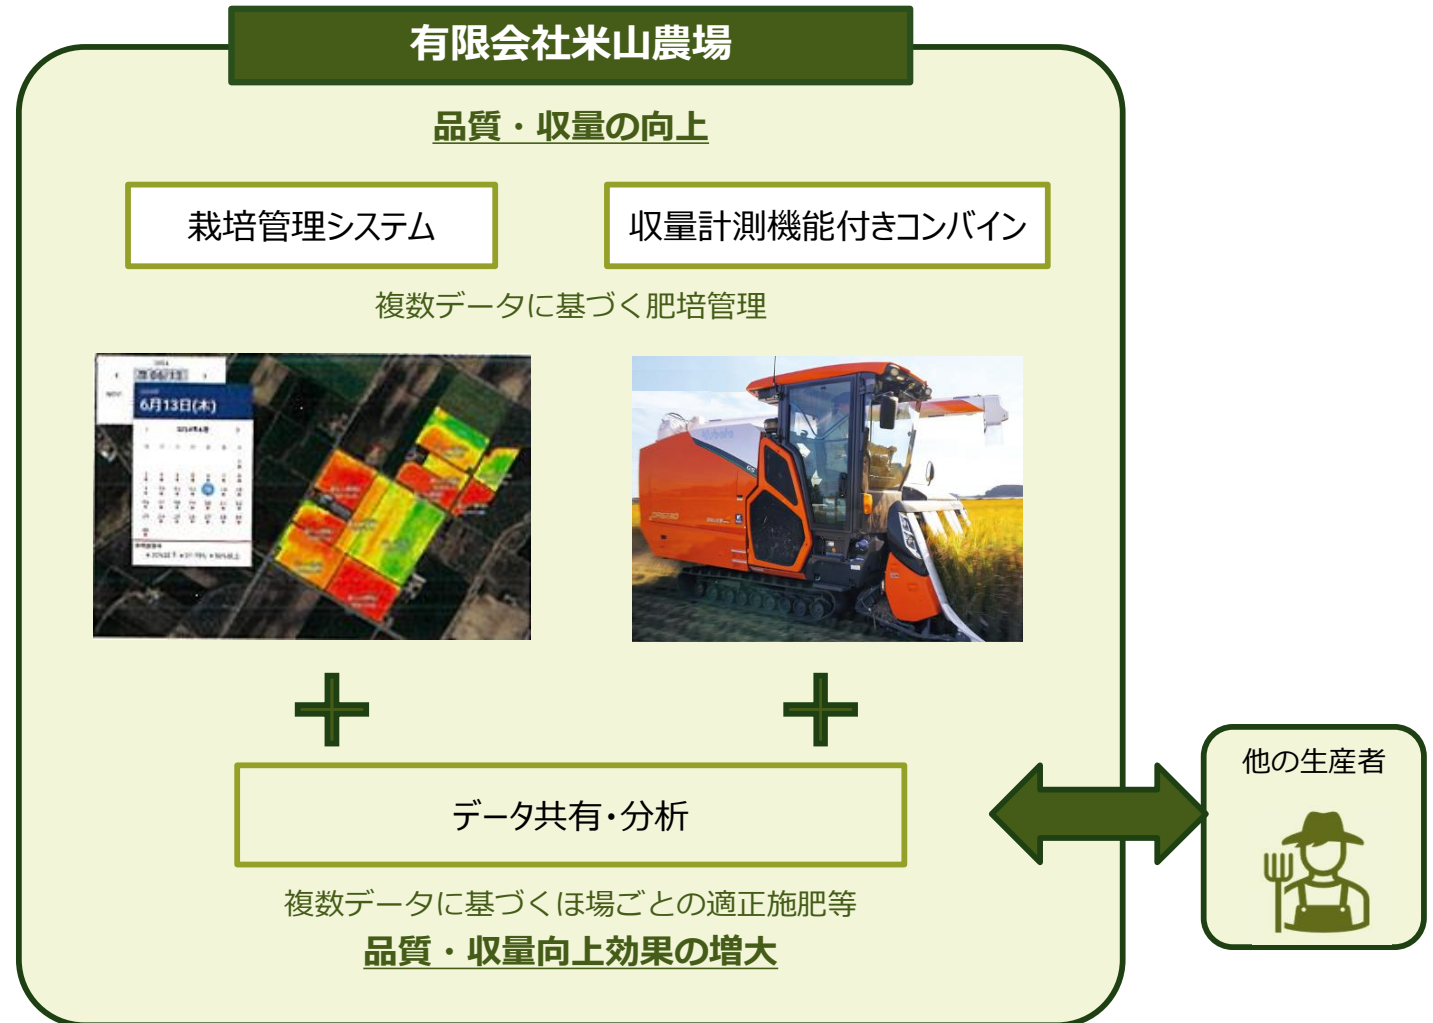 有限会社米山農場
品質・収量の向上
栽培管理システム
収量計測機能付きコンバイン
複数データに基づく肥培管理
6月13日(木)
Kubota
データ共有・分析
他の生産者
複数データに基づくほ場ごとの適正施肥等
品質・収量向上効果の増大